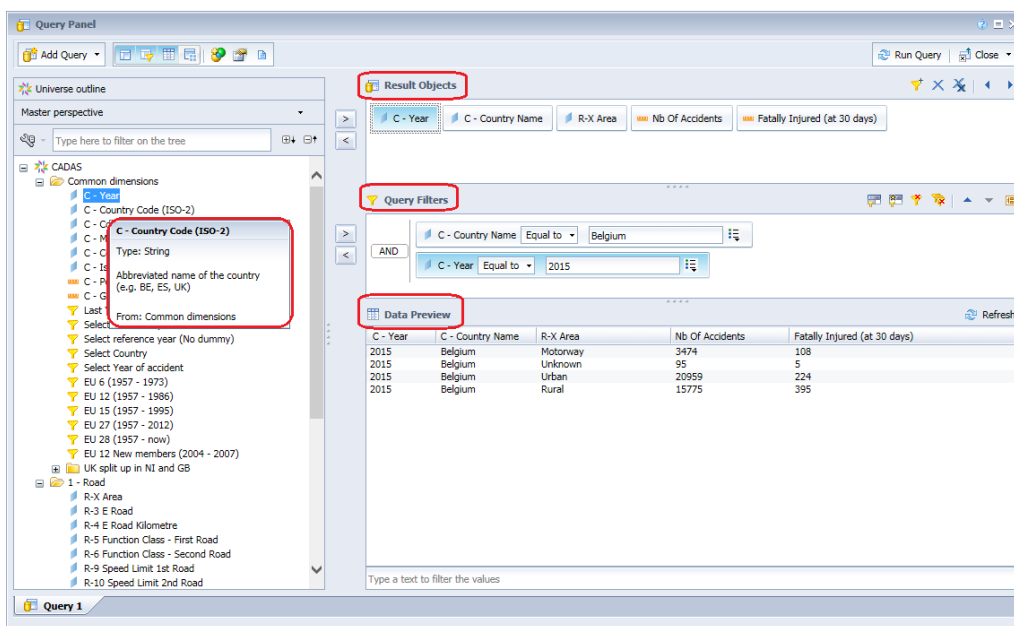 Query Panel
Add Query
Run Query
Close
Universe outline
Master perspective
Type here to filter on the tree
CADAS
Common dimensions
C - Year
C - Country Code (ISO-2)
C - Country Code (ISO-2)
Type: String
Abbreviated name of the country
(e.g. BE, ES, UK)
From: Common dimensions
C - M
C - C
C - Is
C - G
Last
Select reference year (No dummy)
Select Country
Select Year of accident
EU 6 (1957 - 1973)
EU 12 (1957 - 1986)
EU 15 (1957 - 1995)
EU 27 (1957 - 2012)
EU 28 (1957 - now)
EU 12 New members (2004 - 2007)
UK split up in NI and GB
1 - Road
R-X Area
R-3 E Road
R-4 E Road Kilometre
R-5 Function Class - First Road
R-6 Function Class - Second Road
R-9 Speed Limit 1st Road
R-10 Speed Limit 2nd Road
> 
<
Result Objects
C - Year C - Country Name R-X Area Nb Of Accidents Fatally Injured (at 30 days)
Query Filters
>
<
AND
C - Country Name Equal to Belgium
C - Year Equal to 2015
Data Preview
Refresh
C - Year C - Country Name R-X Area Nb Of Accidents Fatally Injured (at 30 days)
2015 Belgium Motorway 3474 108
2015 Belgium Unknown 95 5
2015 Belgium Urban 20959 224
2015 Belgium Rural 15775 395
Type a text to filter the values
Query 1